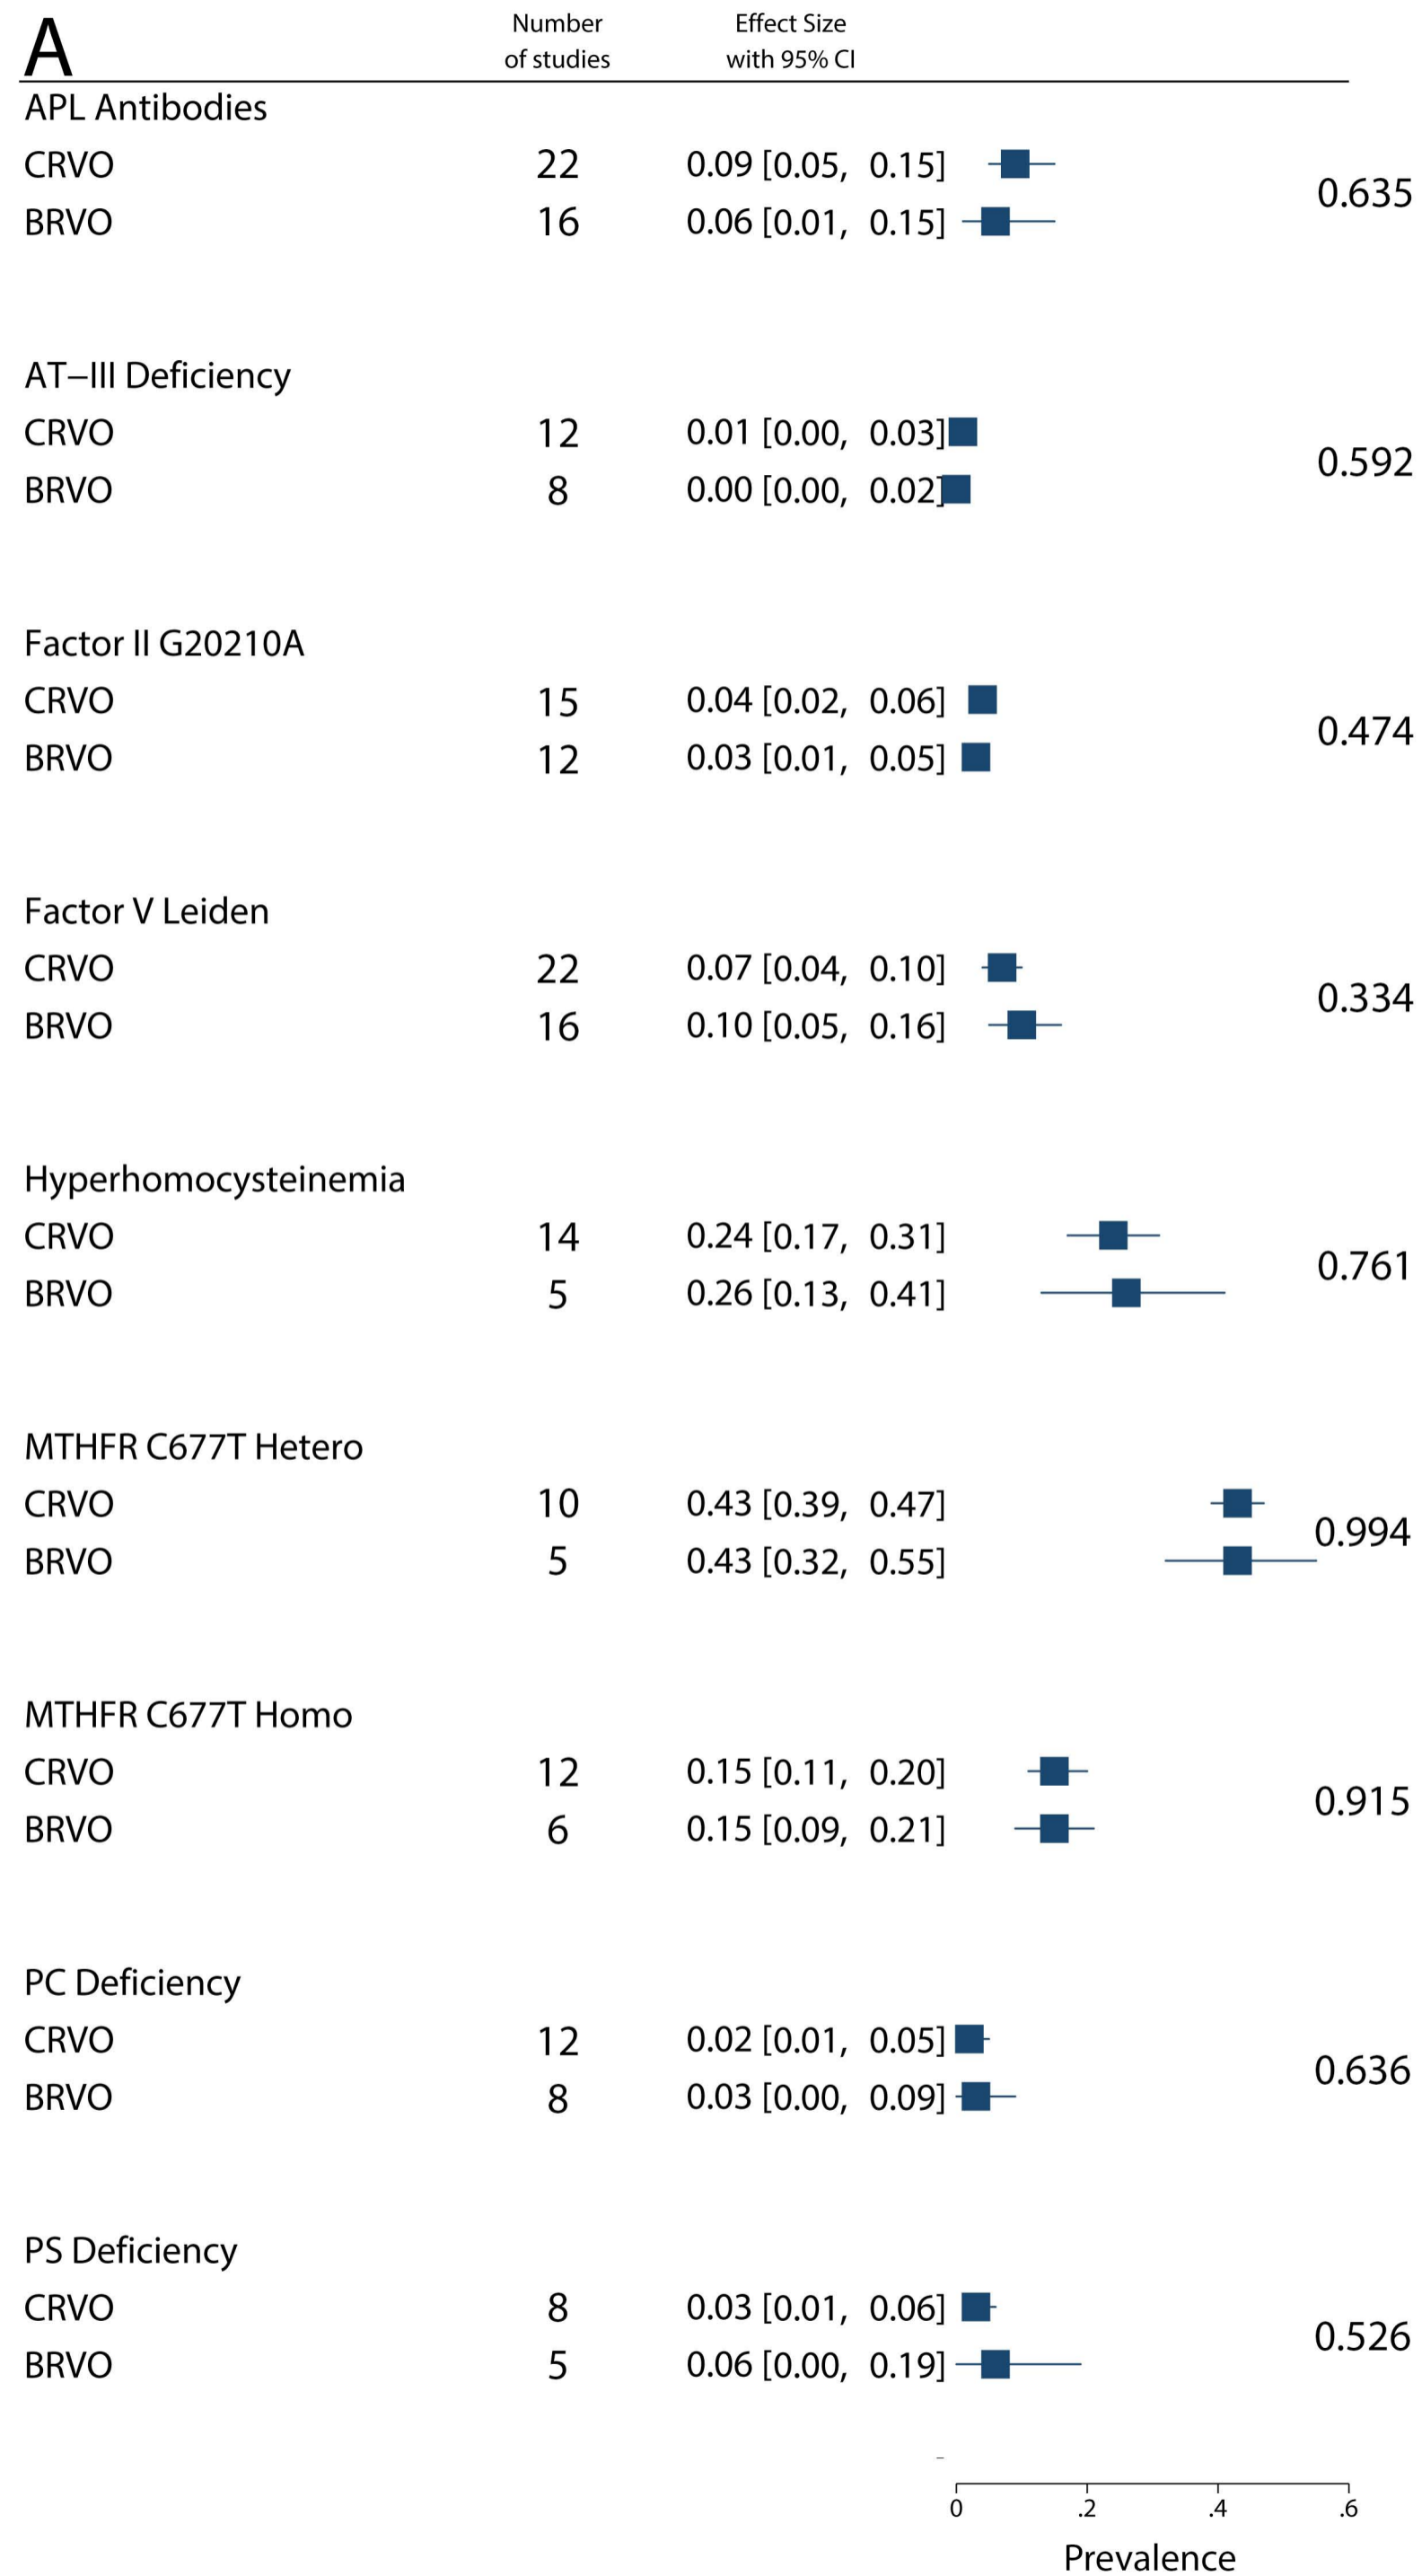 A
Number of studies
Effect Size with 95% CI
APL Antibodies
CRVO 22 0.09 [0.05, 0.15]
BRVO 16 0.06 [0.01, 0.15]
0.635
AT–III Deficiency
CRVO 12 0.01 [0.00, 0.03]
BRVO 8 0.00 [0.00, 0.02]
0.592
Factor II G20210A
CRVO 15 0.04 [0.02, 0.06]
BRVO 12 0.03 [0.01, 0.05]
0.474
Factor V Leiden
CRVO 22 0.07 [0.04, 0.10]
BRVO 16 0.10 [0.05, 0.16]
0.334
Hyperhomocysteinemia
CRVO 14 0.24 [0.17, 0.31]
BRVO 5 0.26 [0.13, 0.41]
0.761
MTHFR C677T Hetero
CRVO 10 0.43 [0.39, 0.47]
BRVO 5 0.43 [0.32, 0.55]
0.994
MTHFR C677T Homo
CRVO 12 0.15 [0.11, 0.20]
BRVO 6 0.15 [0.09, 0.21]
0.915
PC Deficiency
CRVO 12 0.02 [0.01, 0.05]
BRVO 8 0.03 [0.00, 0.09]
0.636
PS Deficiency
CRVO 8 0.03 [0.01, 0.06]
BRVO 5 0.06 [0.00, 0.19]
0.526
0 .2 .4 .6
Prevalence